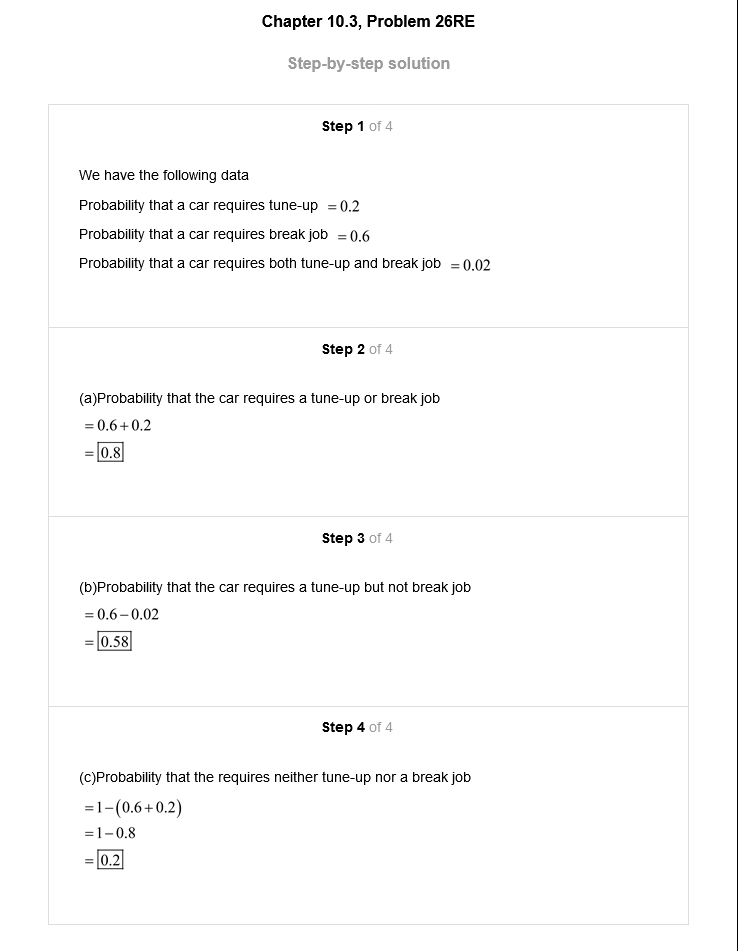 Chapter 10.3, Problem 26RE
Step-by-step solution
Step 1 of 4
We have the following data
Probability that a car requires tune-up = 0.2
Probability that a car requires break job = 0.6
Probability that a car requires both tune-up and break job = 0.02
Step 2 of 4
(a)Probability that the car requires a tune-up or break job
= 0.6 + 0.2
= 0.8
Step 3 of 4
(b)Probability that the car requires a tune-up but not break job
= 0.6 − 0.02
= 0.58
Step 4 of 4
(c)Probability that the requires neither tune-up nor a break job
= 1 − (0.6 + 0.2)
= 1 − 0.8
= 0.2